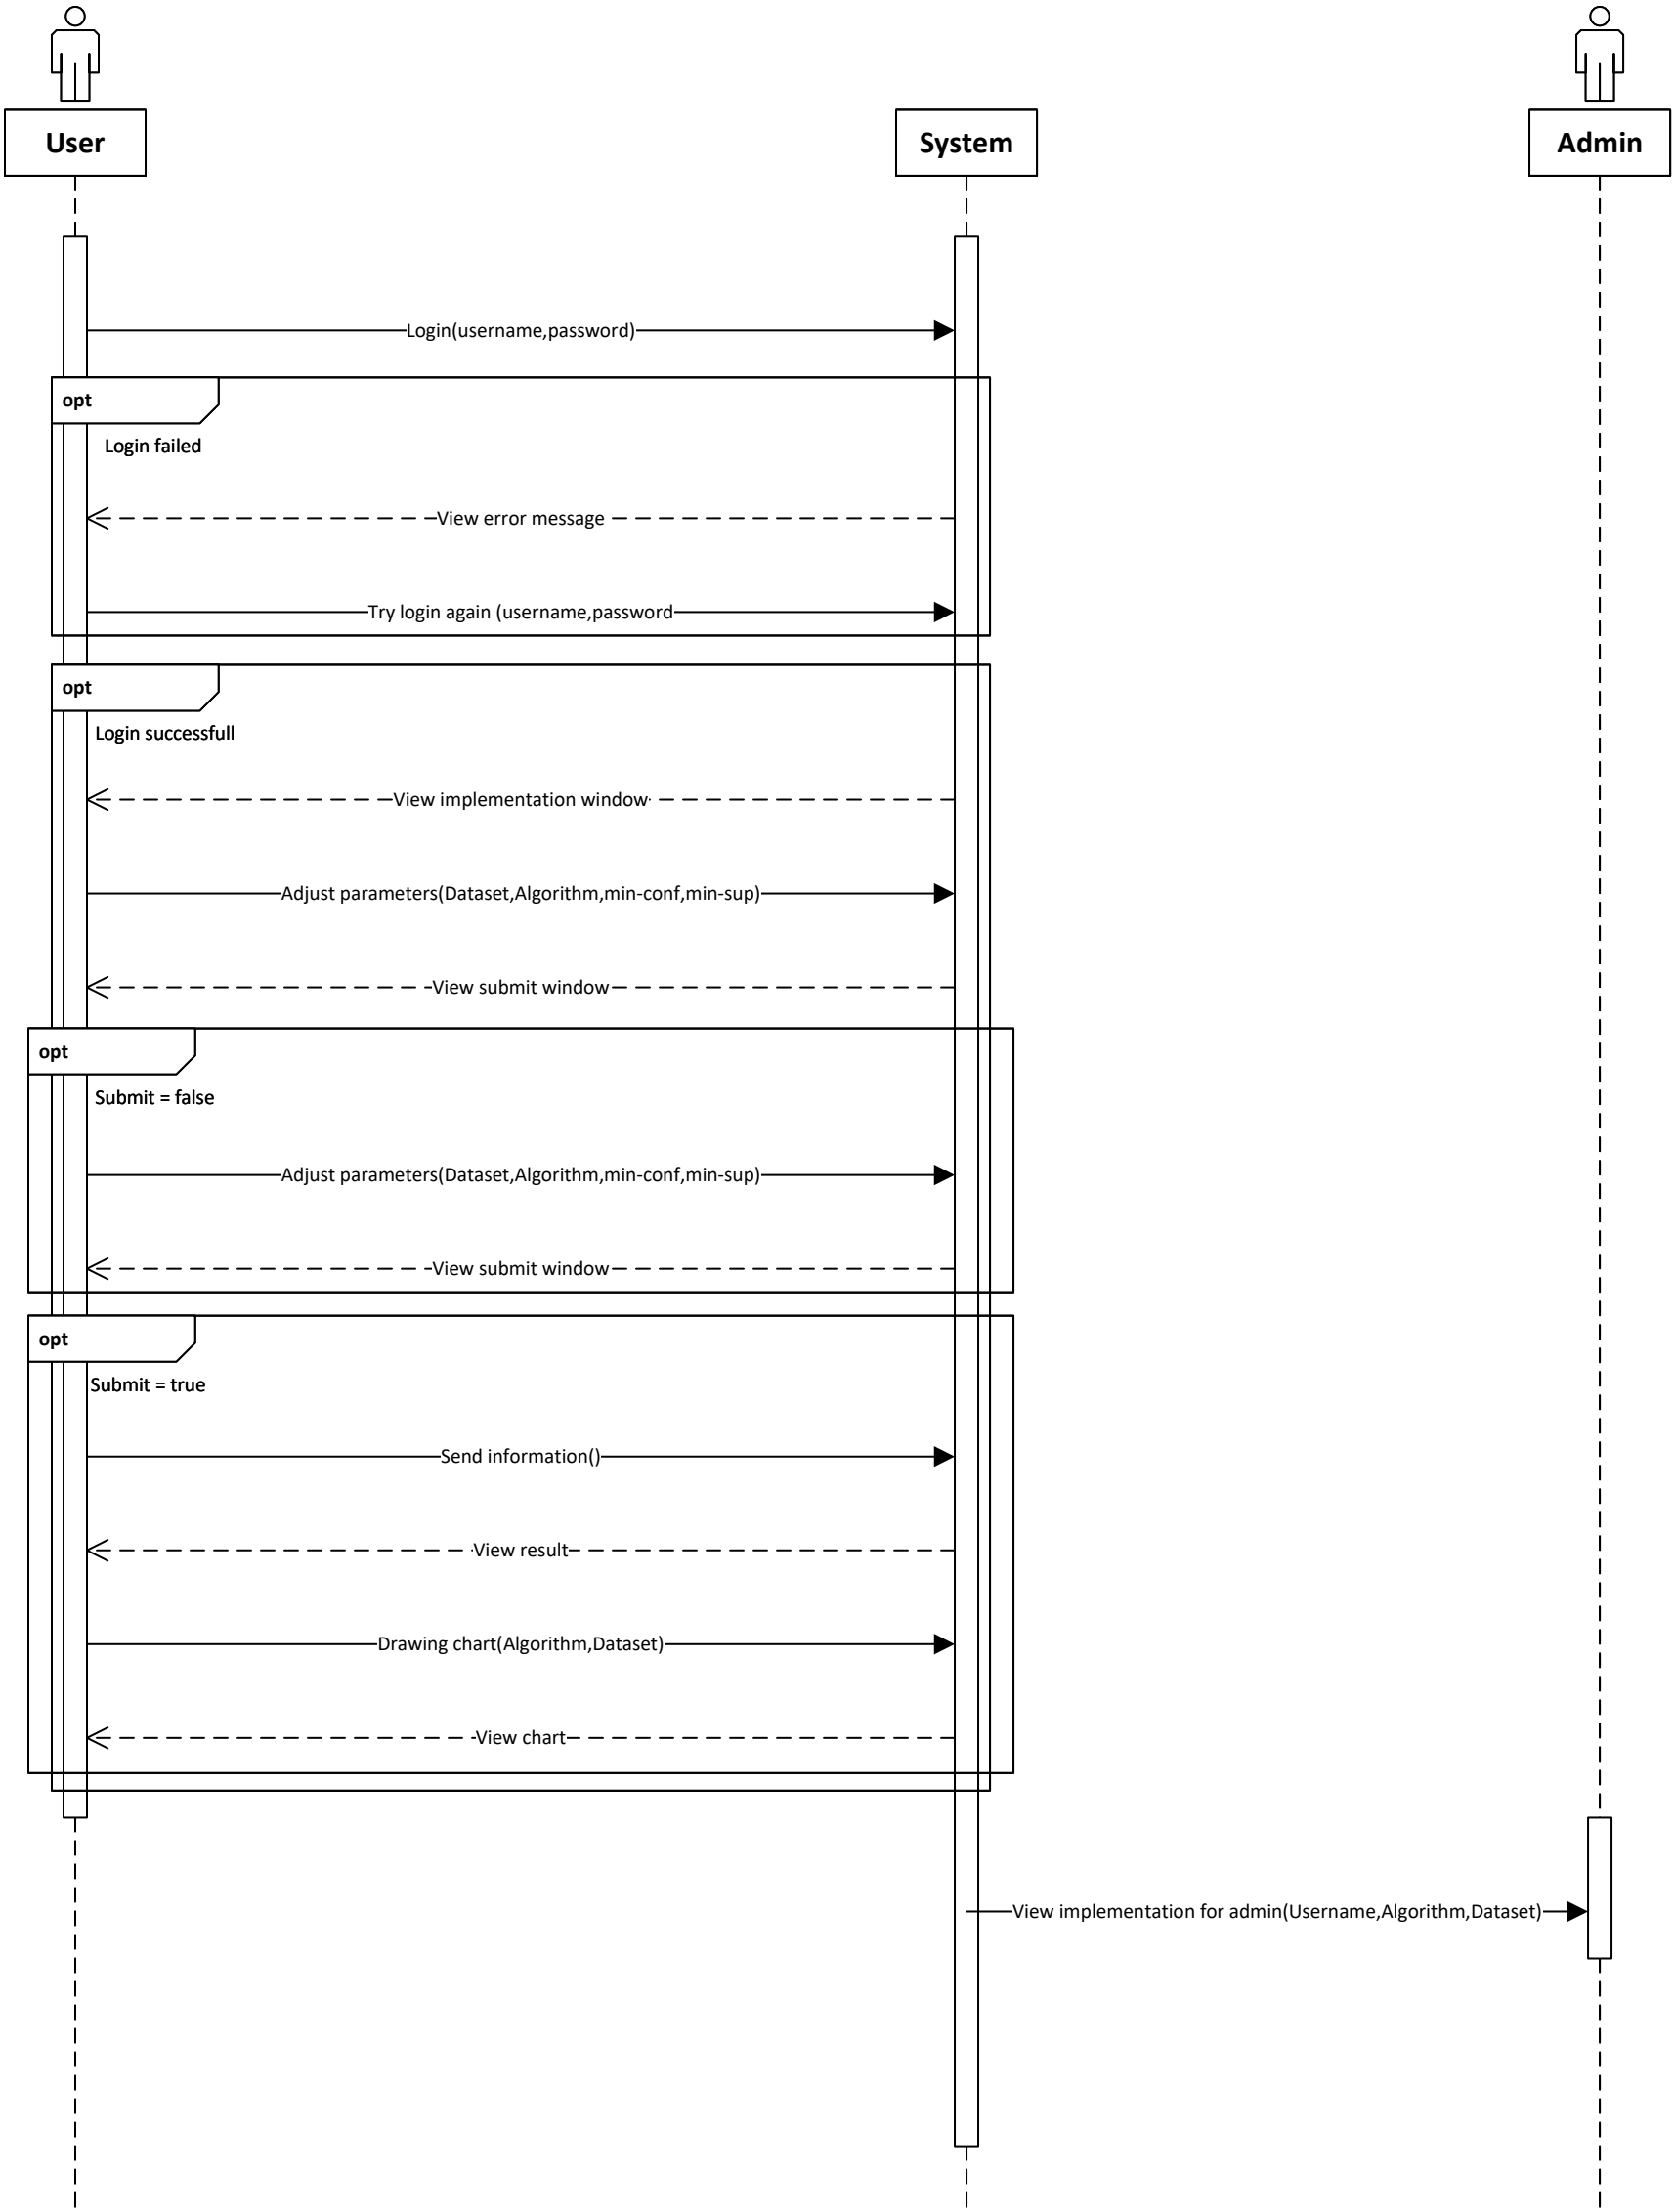 User
System
Admin
Login(username,password)
opt
Login failed
View error message
Try login again (username,password
opt
Login successfull
View implementation window
Adjust parameters(Dataset,Algorithm,min-conf,min-sup)
View submit window
opt
Submit = false
Adjust parameters(Dataset,Algorithm,min-conf,min-sup)
View submit window
opt
Submit = true
Send information()
View result
Drawing chart(Algorithm,Dataset)
View chart
View implementation for admin(Username,Algorithm,Dataset)